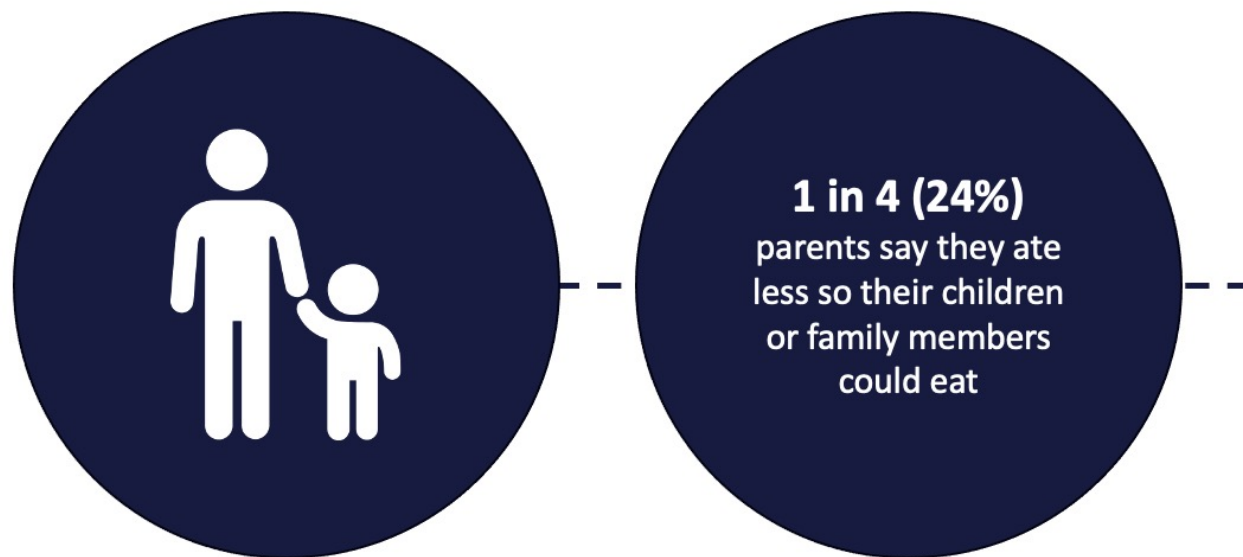 1 in 4 (24%)
parents say they ate
less so their children
or family members
could eat